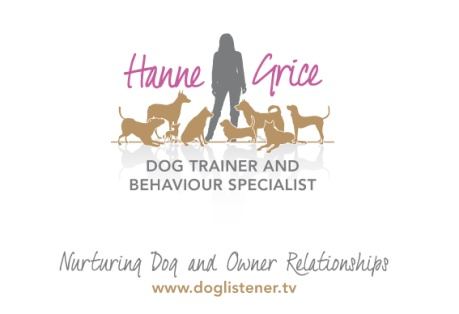 Hanne Grice
DOG TRAINER AND
BEHAVIOUR SPECIALIST
Nurturing Dog and Owner Relationships
www.doglistener.tv